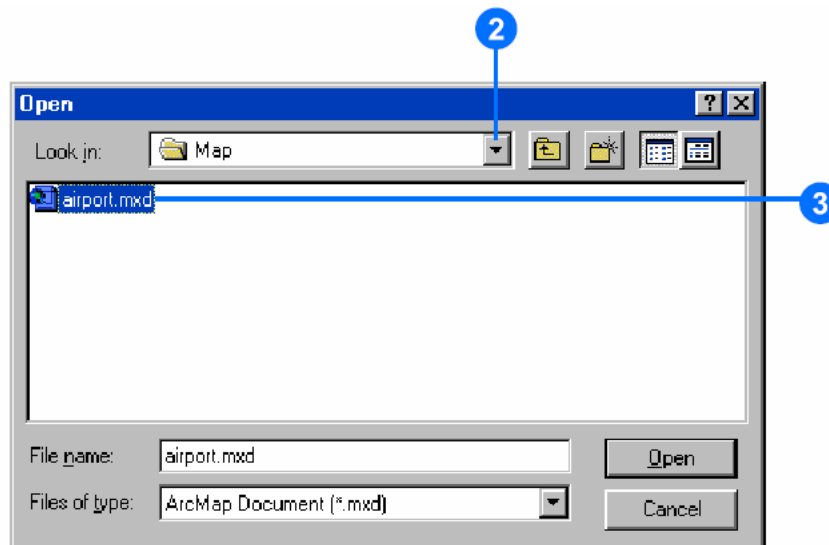 2
Open
Look in: Map
airport.mxd
3
File name: airport.mxd
Open
Files of type: ArcMap Document (*.mxd)
Cancel